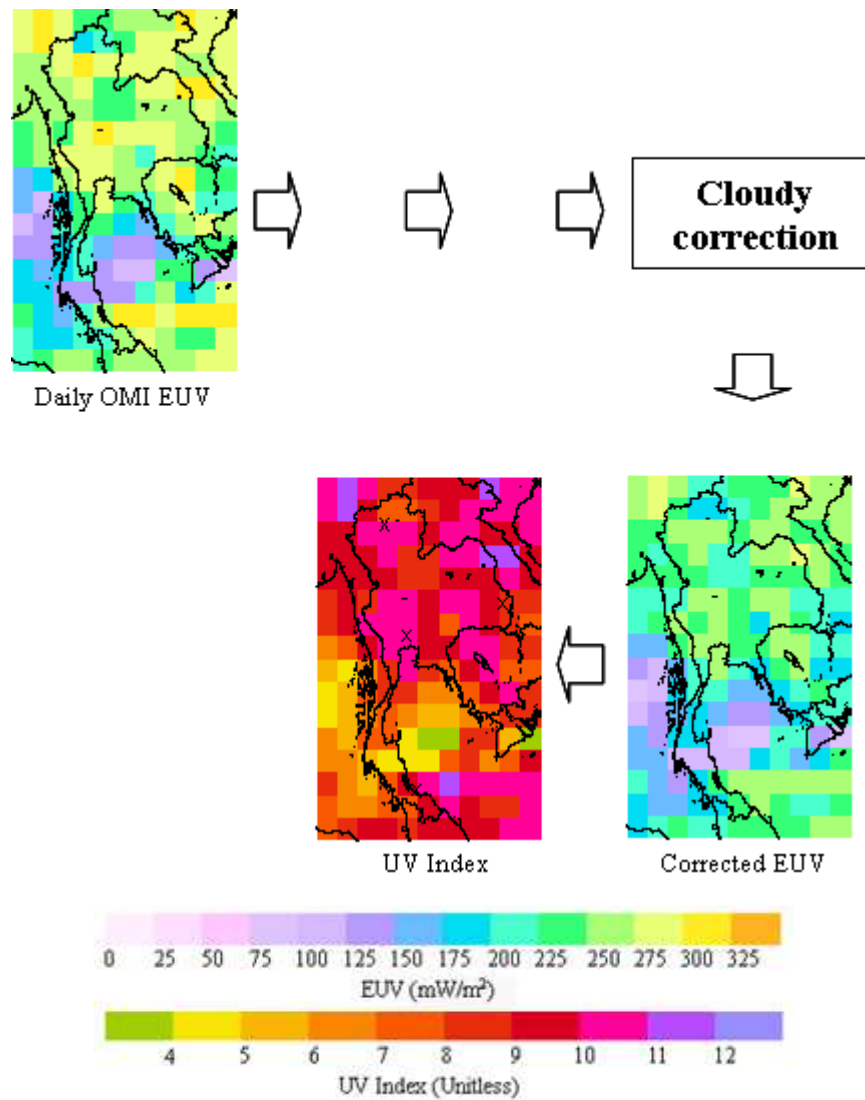 Cloudy
correction
Daily OMI EUV
UV Index
Corrected EUV
0 25 50 75 100 125 150 175 200 225 250 275 300 325
EUV (mW/m²)
4 5 6 7 8 9 10 11 12
UV Index (Unitless)